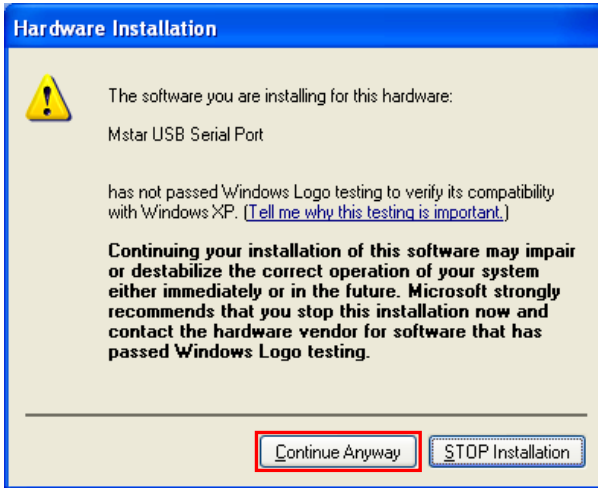 Hardware Installation
The software you are installing for this hardware:
Mstar USB Serial Port
has not passed Windows Logo testing to verify its compatibility
with Windows XP. (Tell me why this testing is important.)
Continuing your installation of this software may impair
or destabilize the correct operation of your system
either immediately or in the future. Microsoft strongly
recommends that you stop this installation now and
contact the hardware vendor for software that has
passed Windows Logo testing.
Continue Anyway STOP Installation